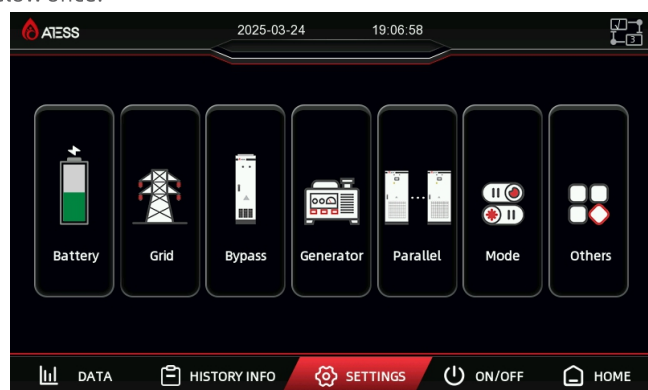 ATESS 2025-03-24 19:06:58
3
Battery Grid Bypass Generator Parallel Mode Others
DATA HISTORY INFO SETTINGS ON/OFF HOME